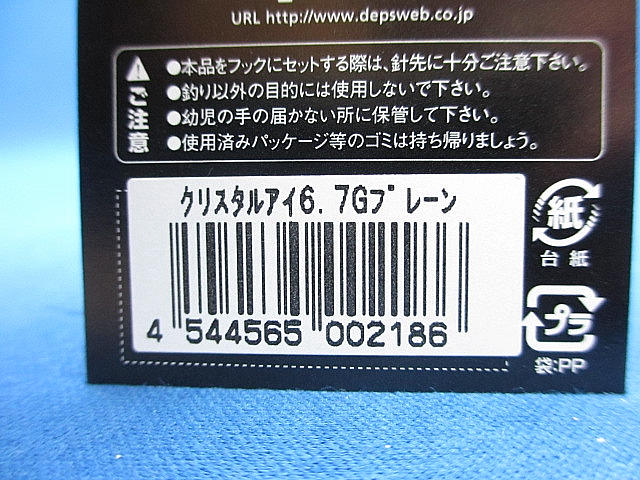 URL http://www.depsweb.co.jp
ご注意
●本品をフックにセットする際は、針先に十分ご注意下さい。
●釣り以外の目的には使用しないで下さい。
●幼児の手の届かない所に保管して下さい。
●使用済みパッケージ等のゴミは持ち帰りましょう。
クリスタルアイ6.7Gプレーン
4 544565 002186
紙
台紙
プラ
袋:PP